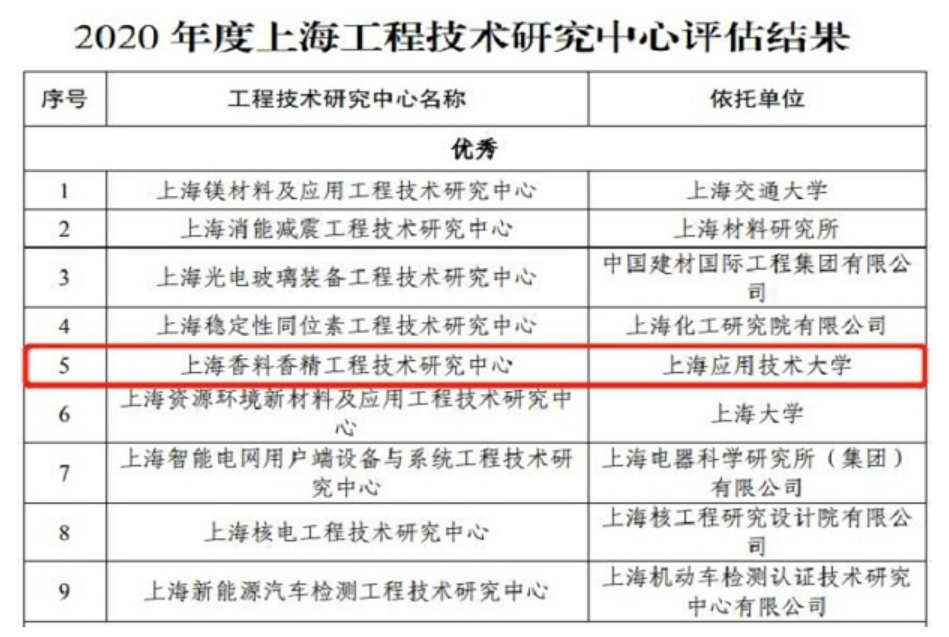 2020 年度上海工程技术研究中心评估结果
序号 工程技术研究中心名称 依托单位
优秀
1 上海镁材料及应用工程技术研究中心 上海交通大学
2 上海消能减震工程技术研究中心 上海材料研究所
3 上海光电玻璃装备工程技术研究中心 中国建材国际工程集团有限公
司
4 上海稳定性同位素工程技术研究中心 上海化工研究院有限公司
5 上海香料香精工程技术研究中心 上海应用技术大学
6 上海资源环境新材料及应用工程技术研究中
心 上海大学
7 上海智能电网用户端设备与系统工程技术研
究中心 上海电器科学研究所（集团）
有限公司
8 上海核电工程技术研究中心 上海核工程研究设计院有限公
司
9 上海新能源汽车检测工程技术研究中心 上海机动车检测认证技术研究
中心有限公司